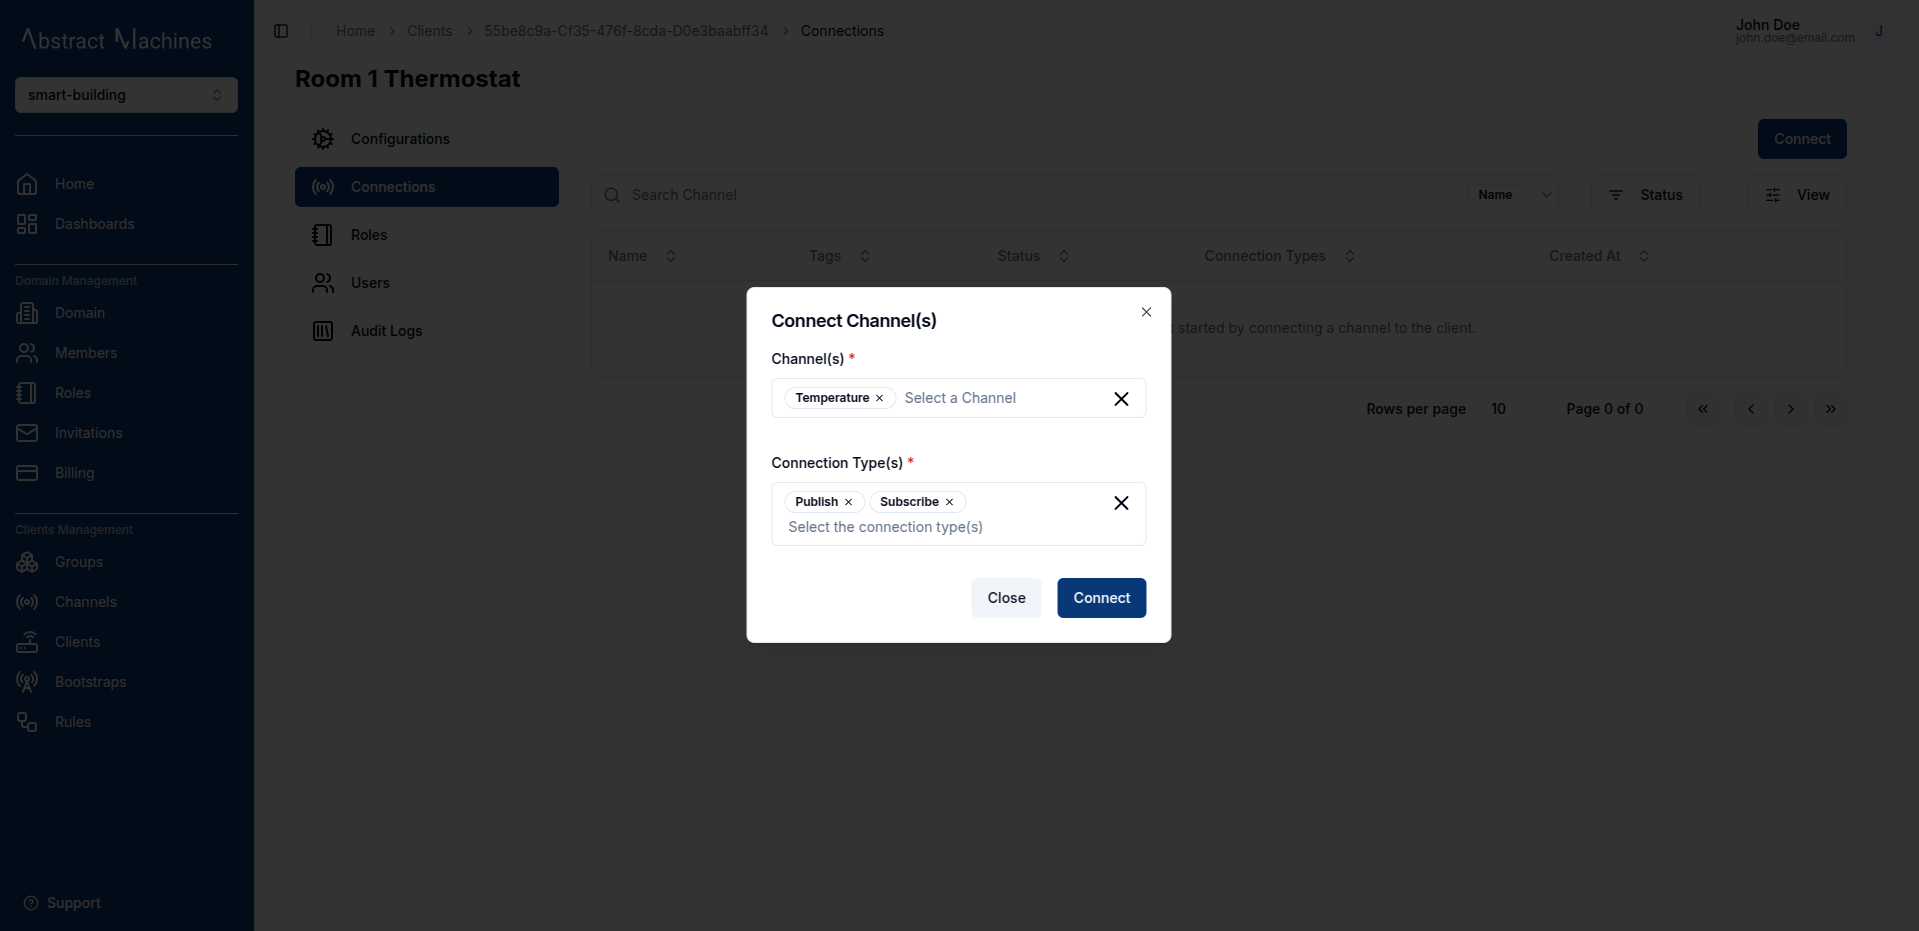 Abstract Machines
smart-building
Home
Dashboards
Domain Management
Domain
Members
Roles
Invitations
Billing
Clients Management
Groups
Channels
Clients
Bootstraps
Rules
Support
Home > Clients > 55be8c9a-Cf35-476f-8cda-D0e3baabff34 > Connections
John Doe
john.doe@email.com
J
Room 1 Thermostat
Configurations
Connections
Roles
Users
Audit Logs
Connect
Search Channel
Name
Status
View
Name Tags Status Connection Types Created At
started by connecting a channel to the client.
Rows per page 10 Page 0 of 0
Connect Channel(s)
Channel(s) *
Temperature Select a Channel
Connection Type(s) *
Publish Subscribe
Select the connection type(s)
Close Connect